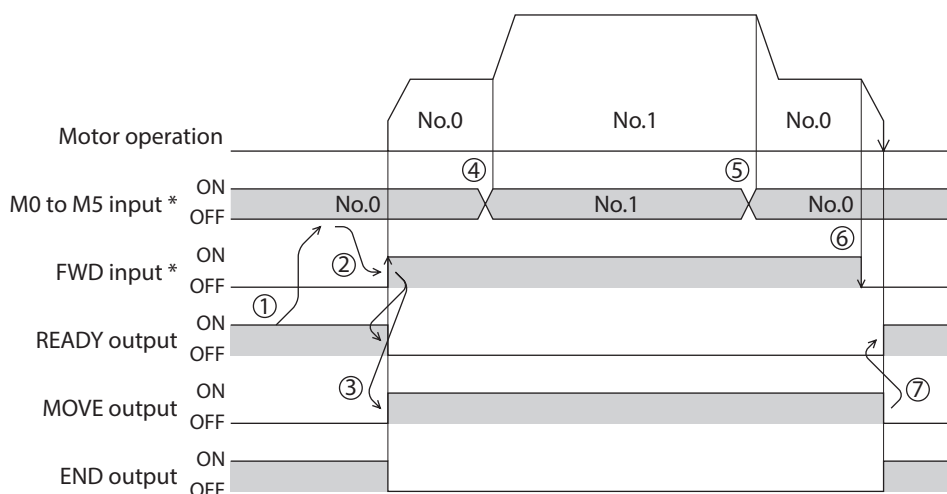 No.0 No.1 No.0
Motor operation
④ ⑤
M0 to M5 input * ON OFF No.0 No.1 No.0
② ⑥
FWD input * ON OFF
①
READY output ON OFF
③ ⑦
MOVE output ON OFF
END output ON OFF